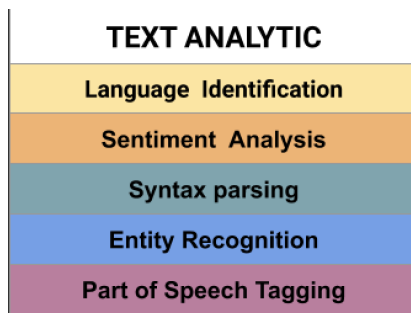 TEXT ANALYTIC
Language Identification
Sentiment Analysis
Syntax parsing
Entity Recognition
Part of Speech Tagging